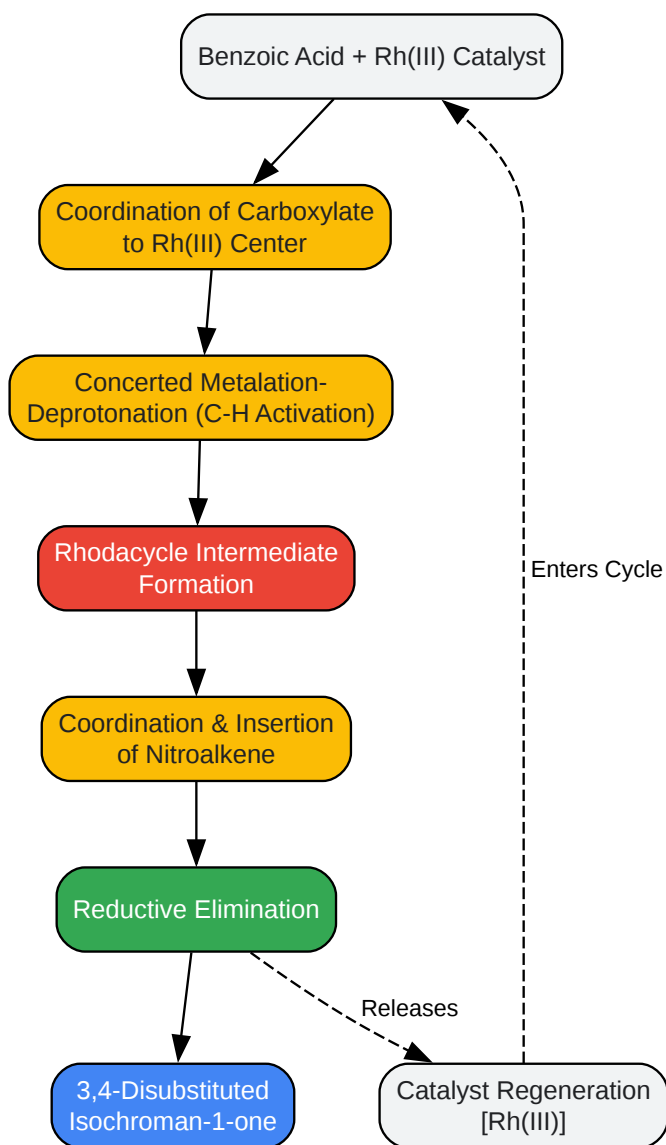 Benzoic Acid + Rh(III) Catalyst
Coordination of Carboxylate
to Rh(III) Center
Concerted Metalation-
Deprotonation (C-H Activation)
Rhodacycle Intermediate
Formation
Enters Cycle
Coordination & Insertion
of Nitroalkene
Reductive Elimination
Releases
3,4-Disubstituted
Isochroman-1-one
Catalyst Regeneration
[Rh(III)]